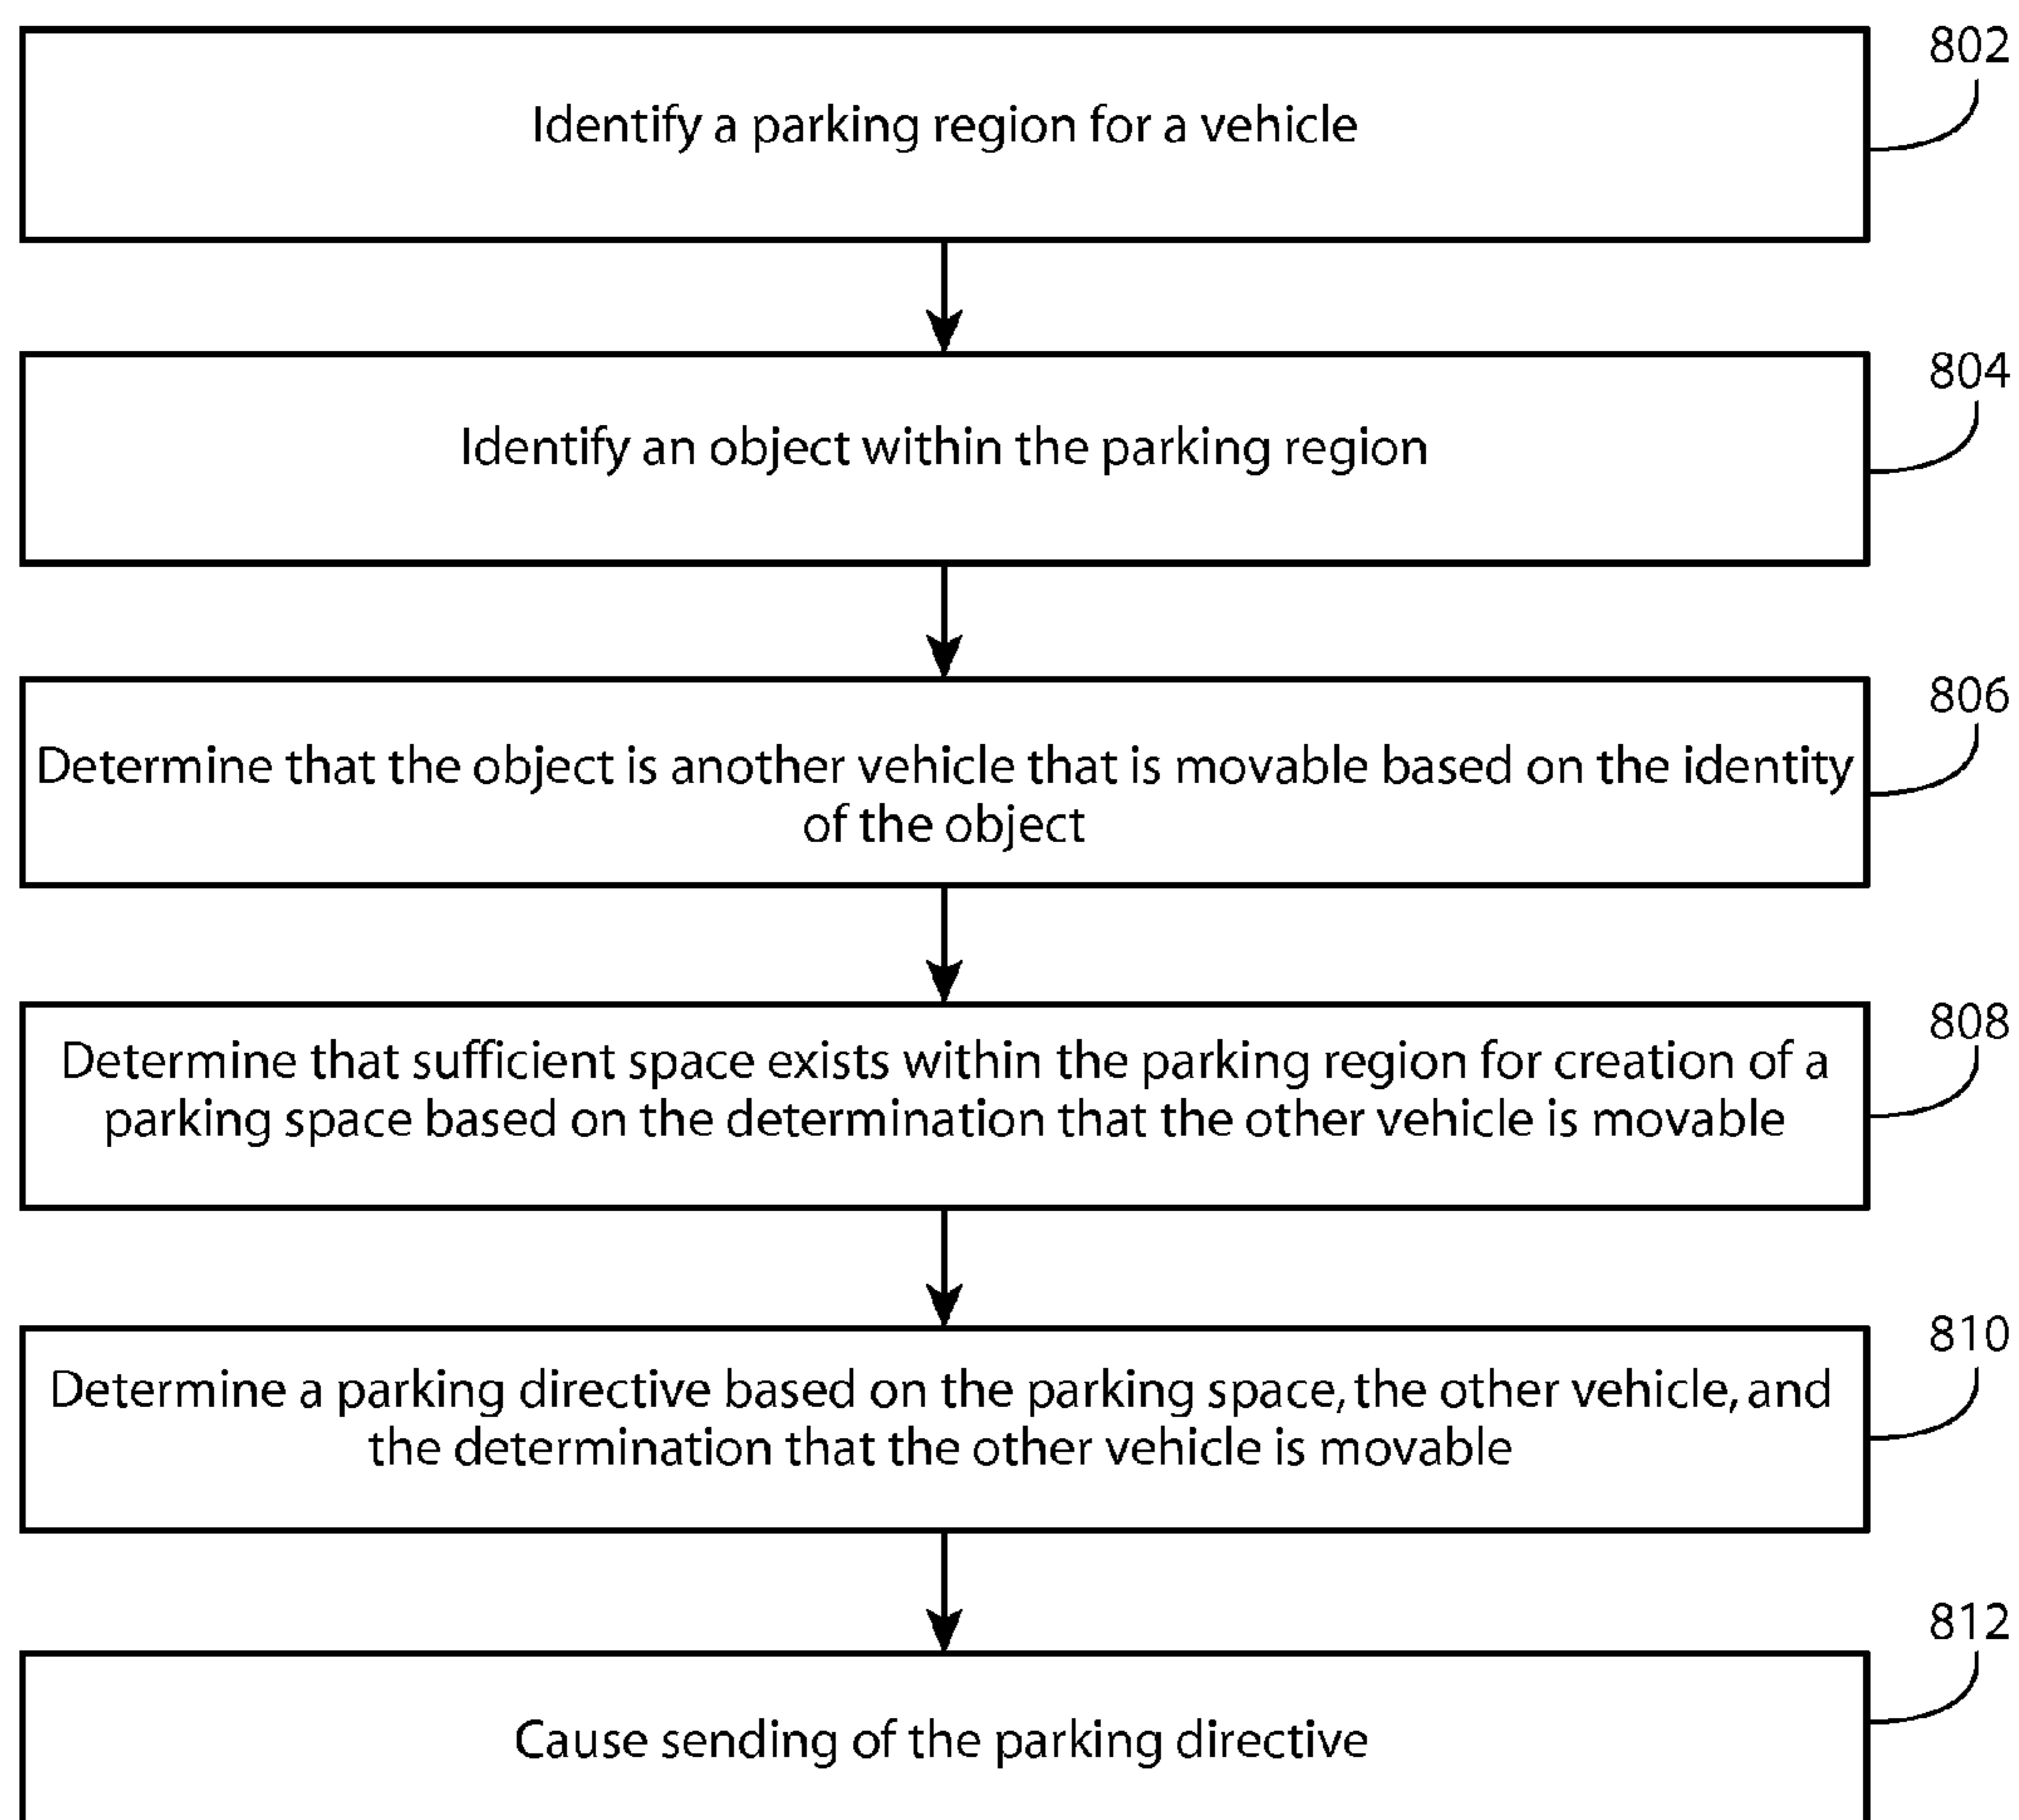 802
Identify a parking region for a vehicle
804
Identify an object within the parking region
806
Determine that the object is another vehicle that is movable based on the identity
of the object
808
Determine that sufficient space exists within the parking region for creation of a
parking space based on the determination that the other vehicle is movable
810
Determine a parking directive based on the parking space, the other vehicle, and
the determination that the other vehicle is movable
812
Cause sending of the parking directive